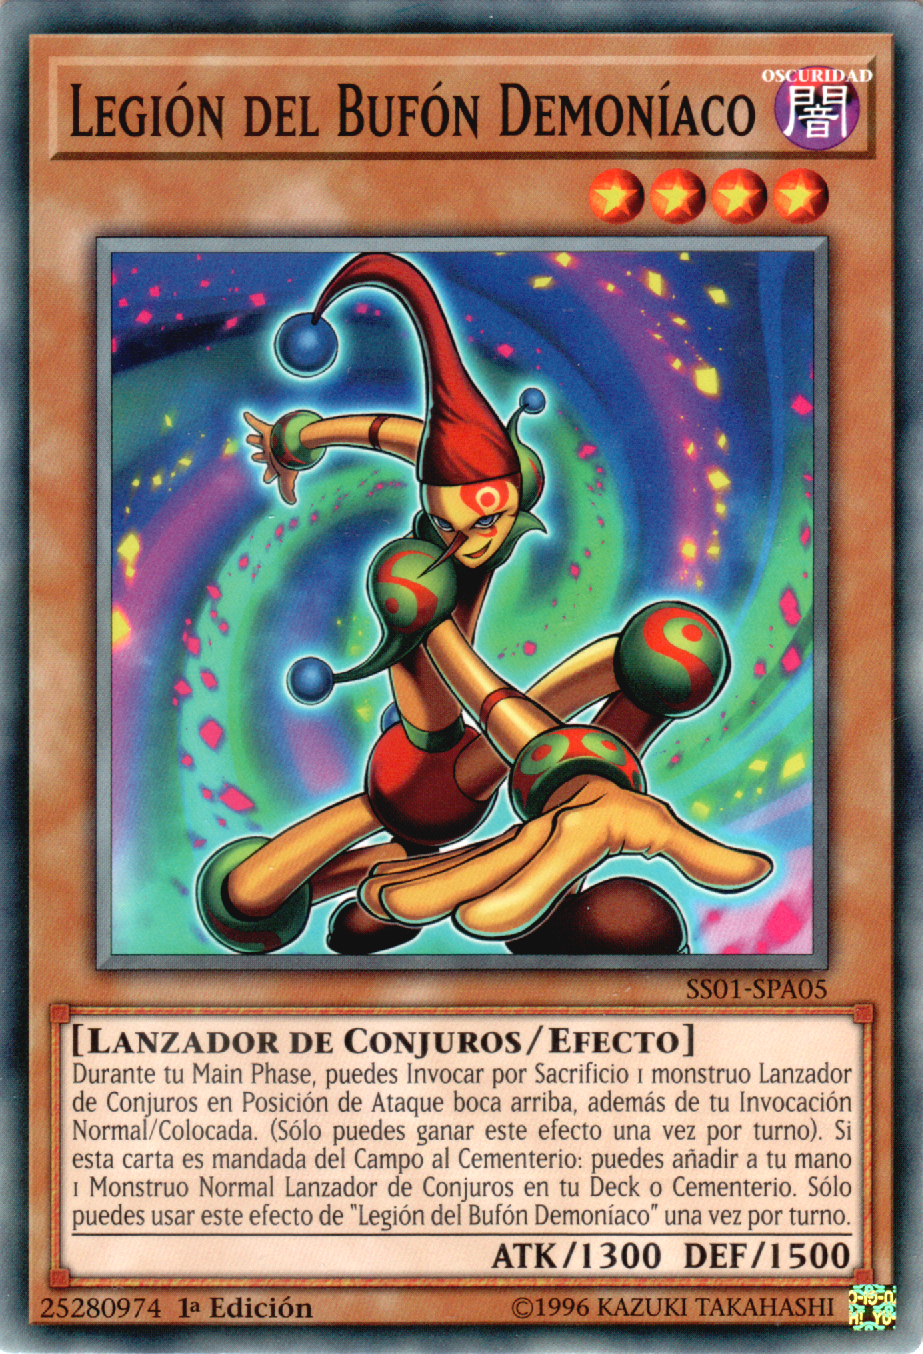 Legión del Bufón Demoníaco
OSCURIDAD
闇
SS01-SPA05
[Lanzador de Conjuros/Efecto]
Durante tu Main Phase, puedes Invocar por Sacrificio 1 monstruo Lanzador
de Conjuros en Posición de Ataque boca arriba, además de tu Invocación
Normal/Colocada. (Sólo puedes ganar este efecto una vez por turno). Si
esta carta es mandada del Campo al Cementerio: puedes añadir a tu mano
1 Monstruo Normal Lanzador de Conjuros en tu Deck o Cementerio. Sólo
puedes usar este efecto de "Legión del Bufón Demoníaco" una vez por turno.
ATK/1300 DEF/1500
25280974 1ª Edición ©1996 KAZUKI TAKAHASHI